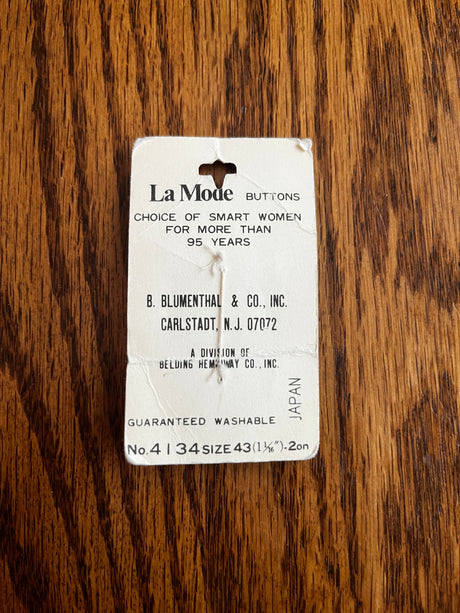 La Mode BUTTONS
CHOICE OF SMART WOMEN
FOR MORE THAN
95 YEARS
B. BLUMENTHAL & CO., INC.
CARLSTADT, N.J. 07072
A DIVISION OF
BELDING HEMINWAY CO., INC.
GUARANTEED WASHABLE
JAPAN
No. 4134 SIZE 43 (1 1/16") - 2on